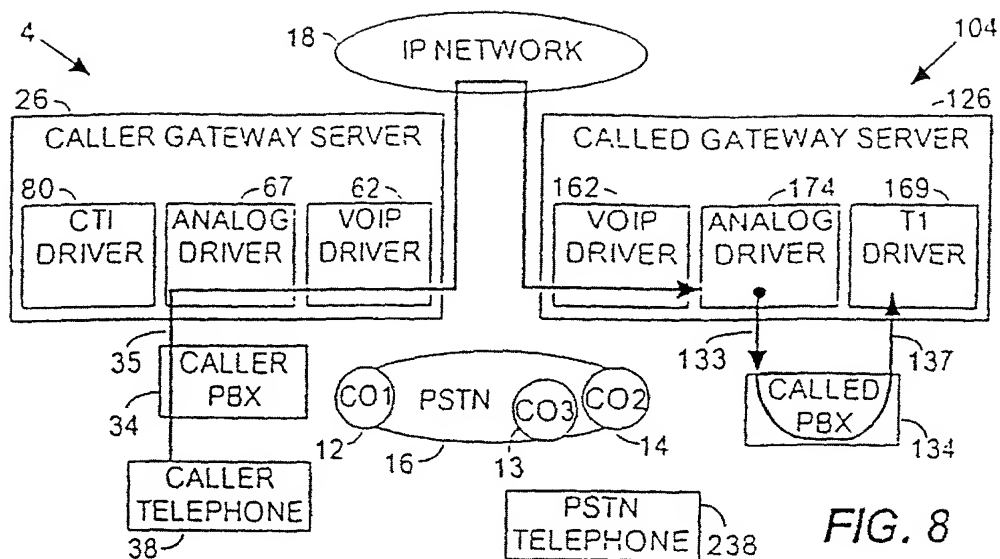 4
18
IP NETWORK
104
26
126
CALLER GATEWAY SERVER
CALLED GATEWAY SERVER
80
67
62
162
174
169
CTI DRIVER
ANALOG DRIVER
VOIP DRIVER
VOIP DRIVER
ANALOG DRIVER
T1 DRIVER
35
133
137
CALLER PBX
34
CO1
PSTN
CO3
CO2
12
16
13
14
CALLED PBX
134
CALLER TELEPHONE
38
PSTN TELEPHONE
238
FIG. 8